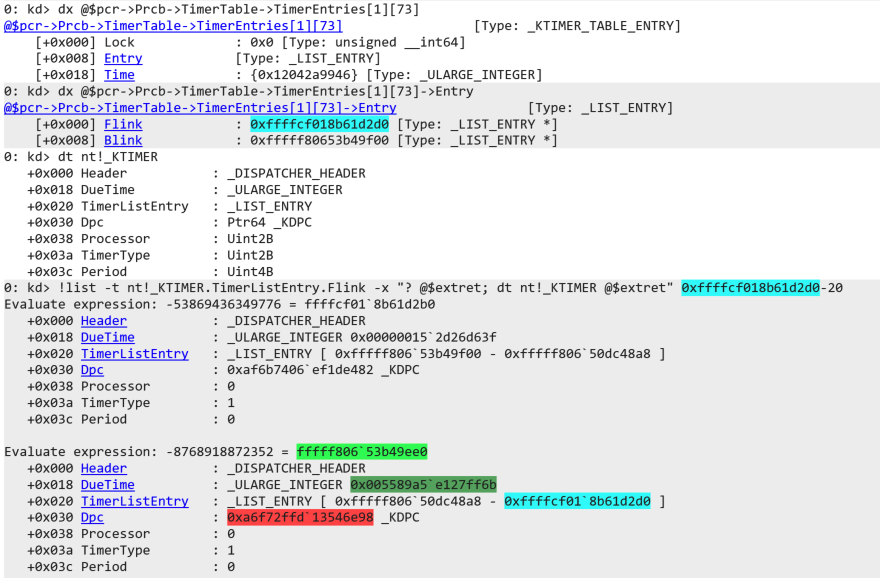 0: kd> dx @$pcr->Prcb->TimerTable->TimerEntries[1][73]
@$pcr->Prcb->TimerTable->TimerEntries[1][73]                 [Type: _KTIMER_TABLE_ENTRY]
    [+0x000] Lock             : 0x0 [Type: unsigned __int64]
    [+0x008] Entry            [Type: _LIST_ENTRY]
    [+0x018] Time             : {0x12042a9946} [Type: _ULARGE_INTEGER]
0: kd> dx @$pcr->Prcb->TimerTable->TimerEntries[1][73]->Entry
@$pcr->Prcb->TimerTable->TimerEntries[1][73]->Entry                 [Type: _LIST_ENTRY]
    [+0x000] Flink            : 0xffffcf018b61d2d0 [Type: _LIST_ENTRY *]
    [+0x008] Blink            : 0xfffff80653b49f00 [Type: _LIST_ENTRY *]
0: kd> dt nt!_KTIMER
   +0x000 Header           : _DISPATCHER_HEADER
   +0x018 DueTime          : _ULARGE_INTEGER
   +0x020 TimerListEntry   : _LIST_ENTRY
   +0x030 Dpc              : Ptr64 _KDPC
   +0x038 Processor        : Uint2B
   +0x03a TimerType        : Uint2B
   +0x03c Period           : Uint4B
0: kd> !list -t nt!_KTIMER.TimerListEntry.Flink -x "? @$extret; dt nt!_KTIMER @$extret" 0xffffcf018b61d2d0-20
Evaluate expression: -53869436349776 = ffffcf01`8b61d2b0
   +0x000 Header           : _DISPATCHER_HEADER
   +0x018 DueTime          : _ULARGE_INTEGER 0x00000015`2d26d63f
   +0x020 TimerListEntry   : _LIST_ENTRY [ 0xfffff806`53b49f00 - 0xfffff806`50dc48a8 ]
   +0x030 Dpc              : 0xaf6b7406`ef1de482 _KDPC
   +0x038 Processor        : 0
   +0x03a TimerType        : 1
   +0x03c Period           : 0
Evaluate expression: -8768918872352 = fffff806`53b49ee0
   +0x000 Header           : _DISPATCHER_HEADER
   +0x018 DueTime          : _ULARGE_INTEGER 0x005589a5`e127ff6b
   +0x020 TimerListEntry   : _LIST_ENTRY [ 0xfffff806`50dc48a8 - 0xffffcf01`8b61d2d0 ]
   +0x030 Dpc              : 0xa6f72ffd`13546e98 _KDPC
   +0x038 Processor        : 0
   +0x03a TimerType        : 1
   +0x03c Period           : 0